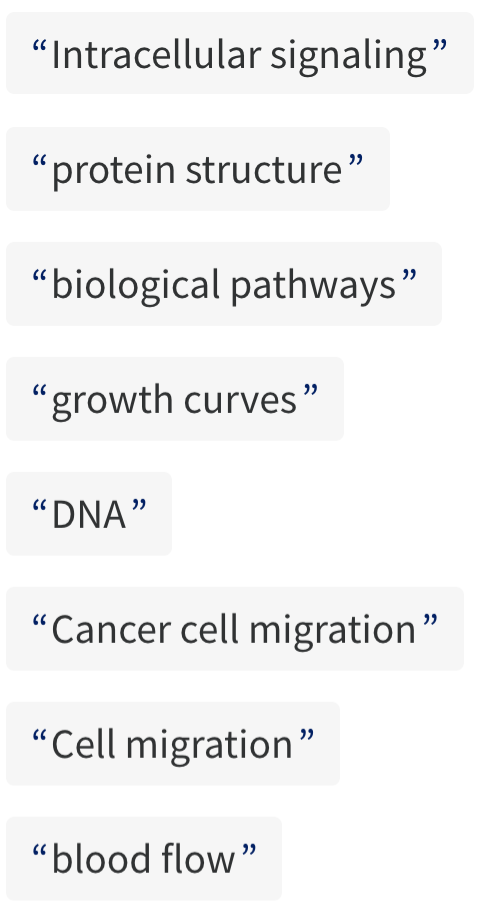 “Intracellular signaling”
“protein structure”
“biological pathways”
“growth curves”
“DNA”
“Cancer cell migration”
“Cell migration”
“blood flow”